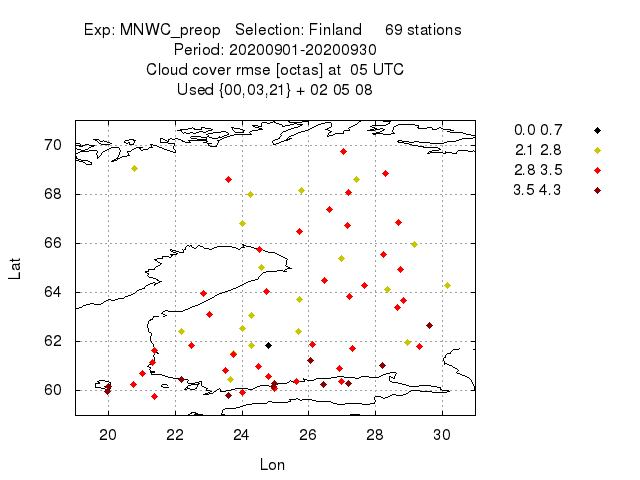 Exp: MNWC_preop   Selection: Finland     69 stations
Period: 20200901-20200930
Cloud cover rmse [octas] at  05 UTC
Used {00,03,21} + 02 05 08
0.0 0.7
2.1 2.8
2.8 3.5
3.5 4.3
Lat
70
68
66
64
62
60
20 22 24 26 28 30
Lon